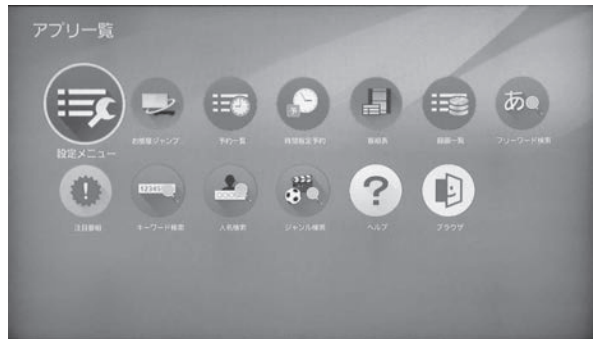 アプリ一覧
設定メニュー
お部屋ジャンプ
予約一覧
時間指定予約
番組表
録画一覧
あ
フリーワード検索
注目番組
12345
キーワード検索
人名検索
ジャンル検索
?
ヘルプ
ブラウザ